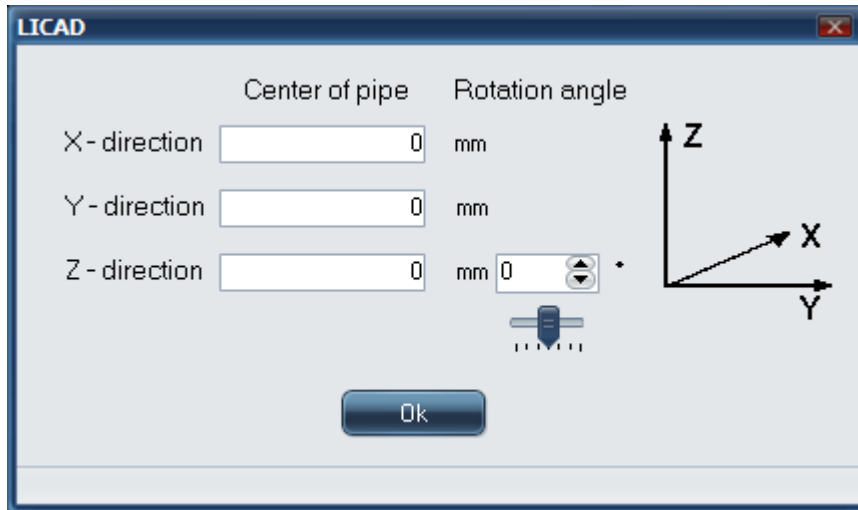 LICAD
Center of pipe Rotation angle
X - direction 0 mm
Y - direction 0 mm
Z - direction 0 mm 0 °
Z
X
Y
Ok